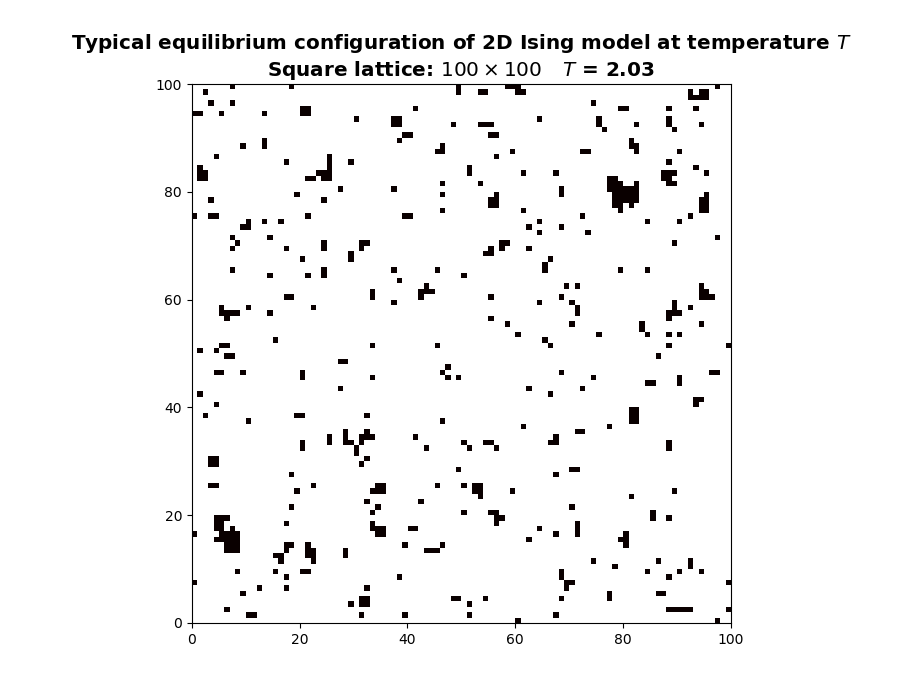 Typical equilibrium configuration of 2D Ising model at temperature T
Square lattice: 100 × 100 T = 2.03
100
80
60
40
20
0
0 20 40 60 80 100